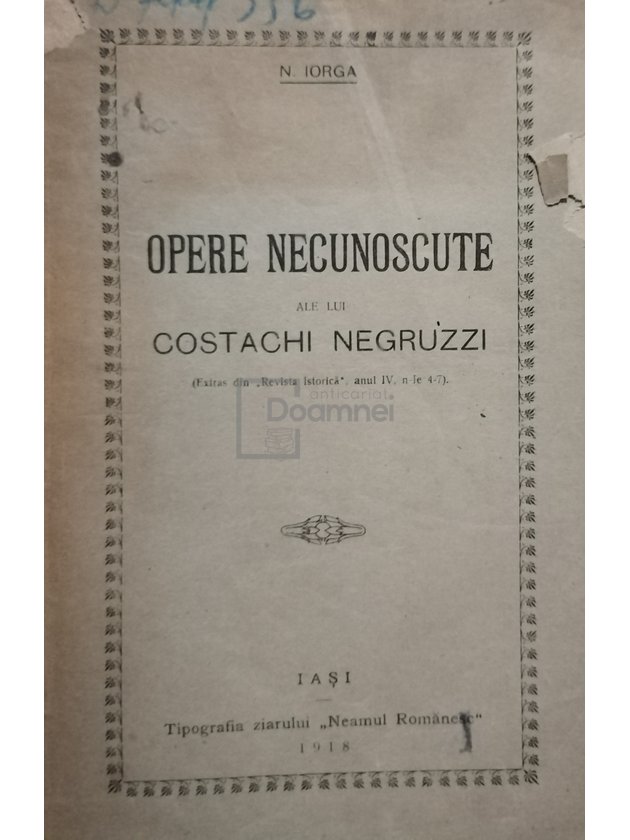 N. IORGA
OPERE NECUNOSCUTE
ALE LUI
COSTACHI NEGRUZZI
(Extras din „Revista Istorică", anul IV, n-le 4-7).
anticariat
Doamnei
IAȘI
Tipografia ziarului „Neamul Românesc"
1918